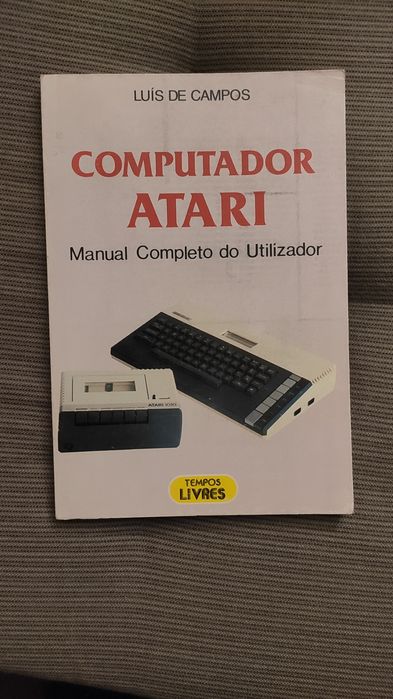 LUÍS DE CAMPOS
COMPUTADOR
ATARI
Manual Completo do Utilizador
ATARI 1010
TEMPOS
LIVRES